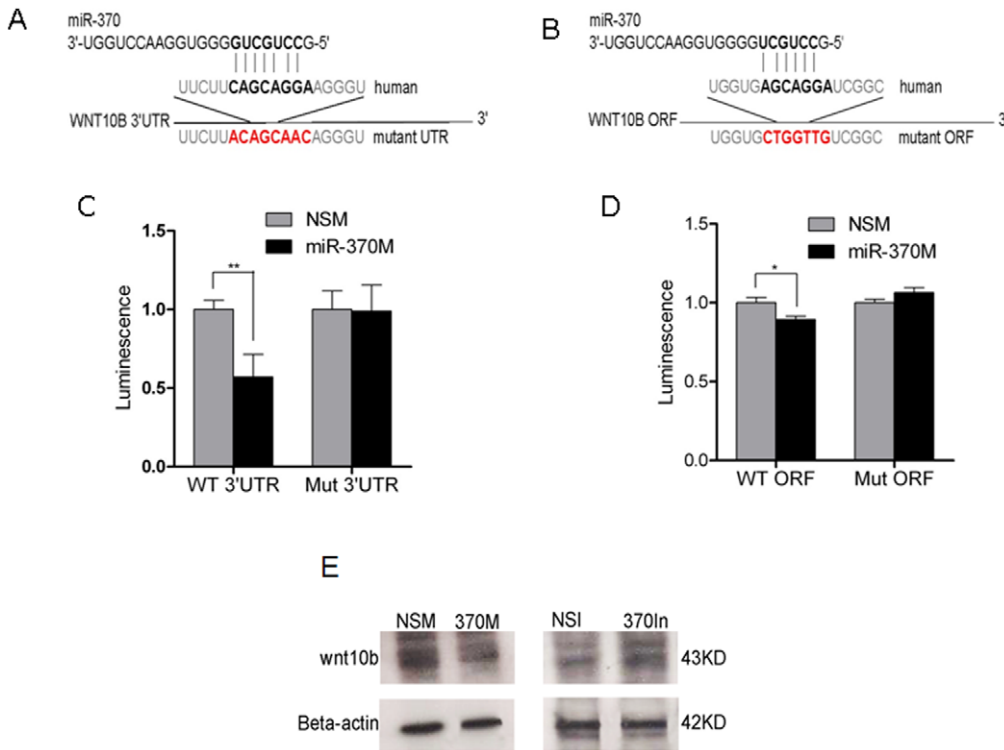 A
miR-370
3'-UGGUCCAAGGUGGGGUCGUCCG-5'
UUCUUCAGCAGGAAGGGU human
WNT10B 3'UTR 3'
UUCUUACAGCAACCAGGGU mutant UTR
B
miR-370
3'-UGGUCCAAGGUGGGGUCGUCCG-5'
UGGUGAGCAGGAUCGGC human
WNT10B ORF 3
UGGUGCTGGTTGUCGGC mutant ORF
C
NSM
miR-370M
Luminescence
1.5
1.0
0.5
0.0
**
WT 3'UTR Mut 3'UTR
D
NSM
miR-370M
Luminescence
1.5
1.0
0.5
0.0
*
WT ORF Mut ORF
E
NSM 370M NSI 370In
wnt10b 43KD
Beta-actin 42KD